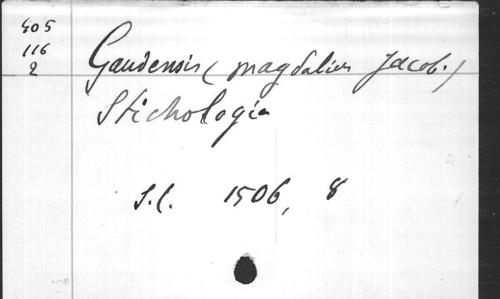 405
116
2
Gaudensis (Magdalius Jacob.)
Stichologia
S.l. 1506, 8